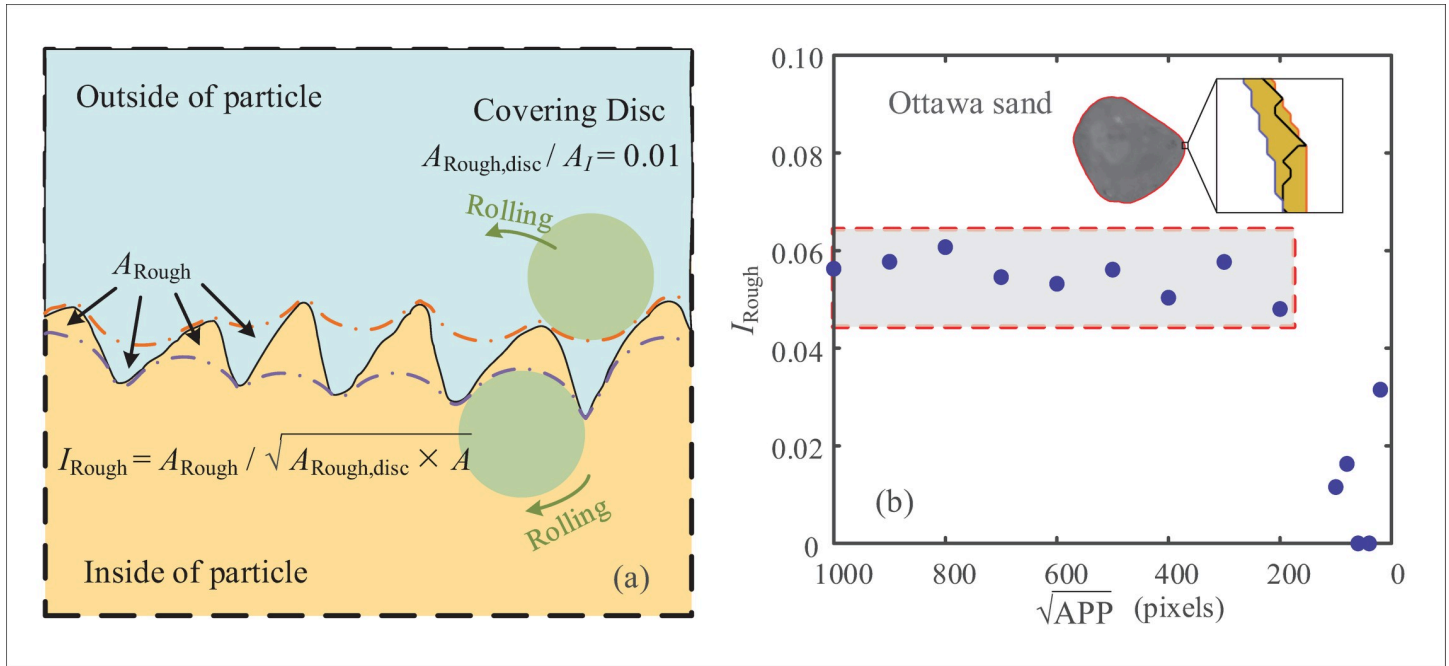 Outside of particle
Covering Disc
A_Rough,disc / A_I = 0.01
Rolling
A_Rough
I_Rough = A_Rough / √(A_Rough,disc × A)
Rolling
Inside of particle
(a)
0.10
0.08
0.06
0.04
0.02
0
I_Rough
Ottawa sand
(b)
1000 800 600 400 200 0
√APP (pixels)